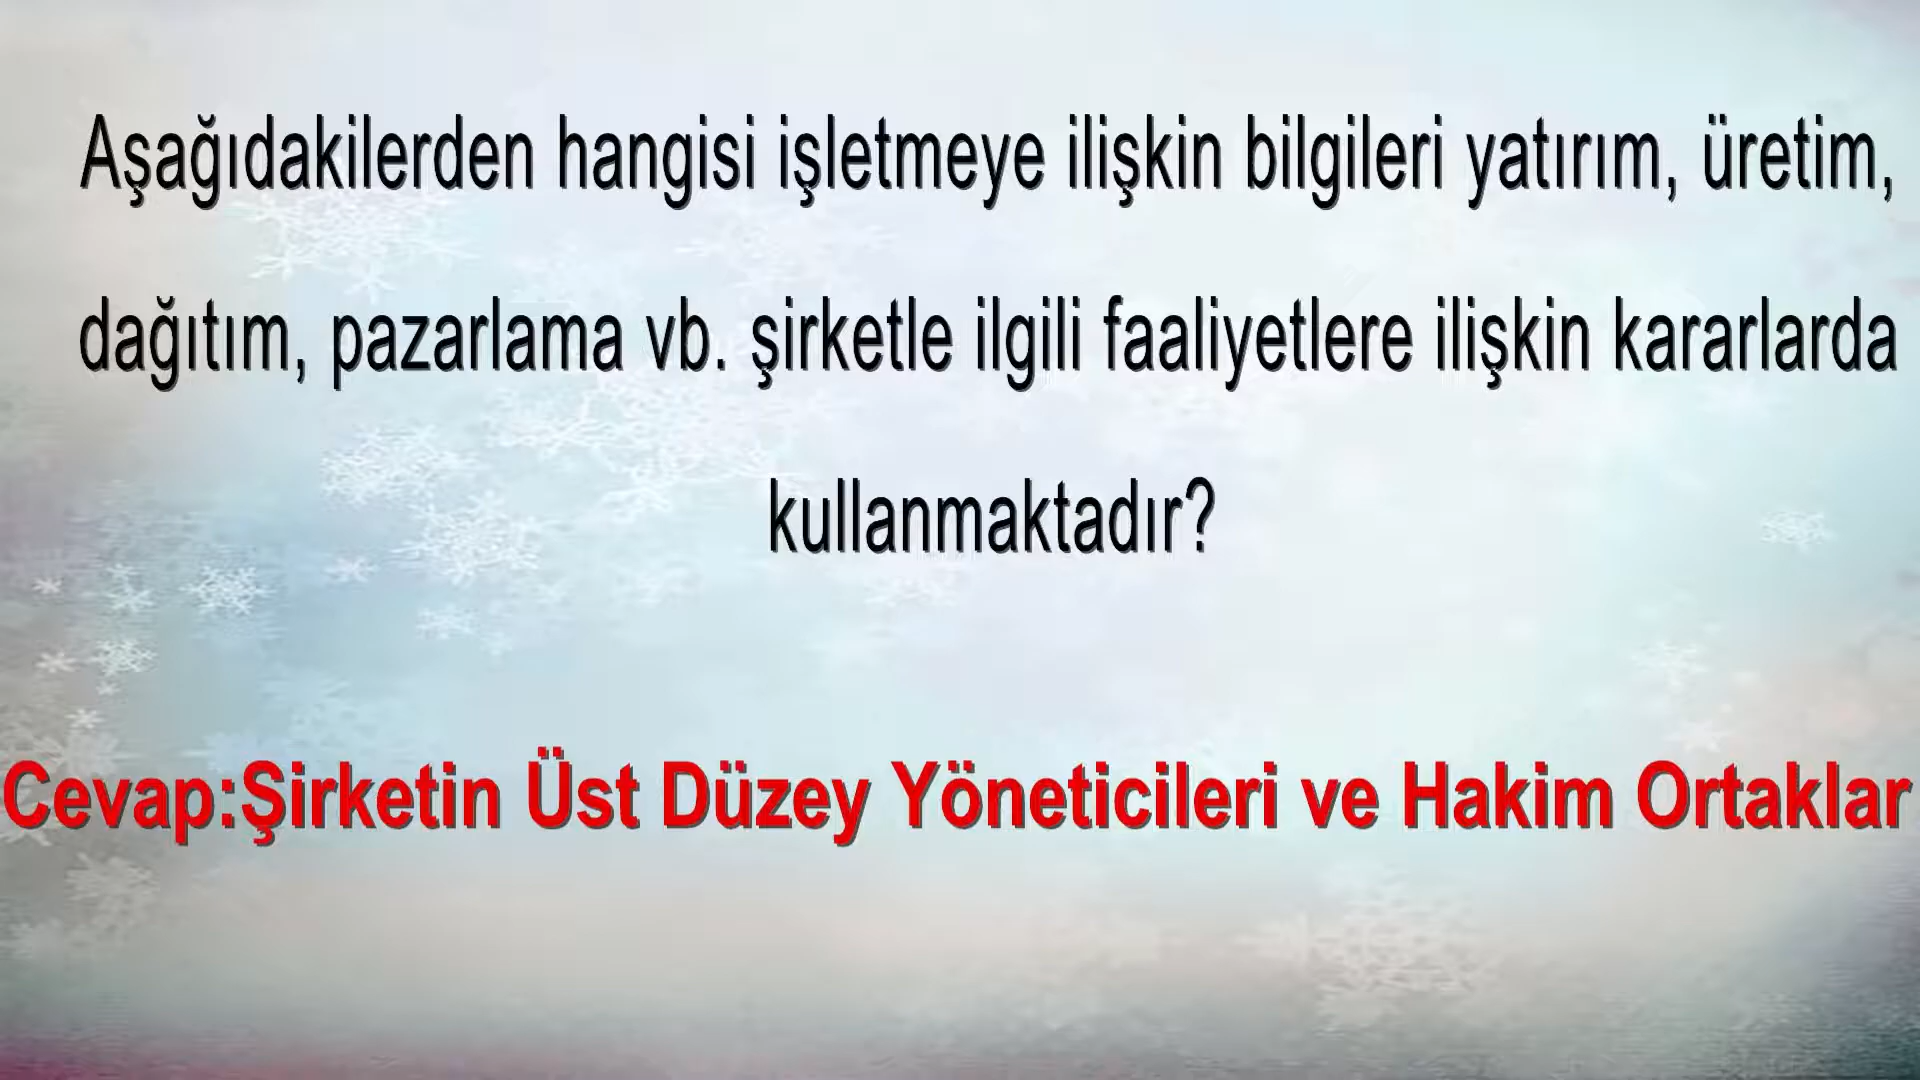 Aşağıdakilerden hangisi işletmeye ilişkin bilgileri yatırım, üretim,
dağıtım, pazarlama vb. şirketle ilgili faaliyetlere ilişkin kararlarda
kullanmaktadır?
Cevap:Şirketin Üst Düzey Yöneticileri ve Hakim Ortaklar